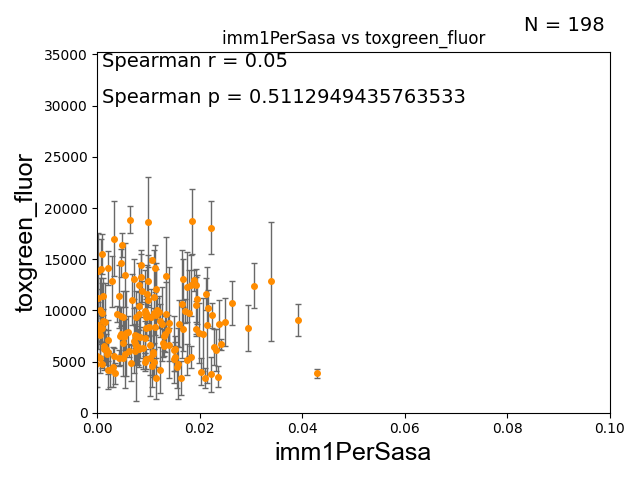 N = 198
imm1PerSasa vs toxgreen_fluor
Spearman r = 0.05
Spearman p = 0.5112949435763533
toxgreen_fluor
35000
30000
25000
20000
15000
10000
5000
0
0.00 0.02 0.04 0.06 0.08 0.10
imm1PerSasa